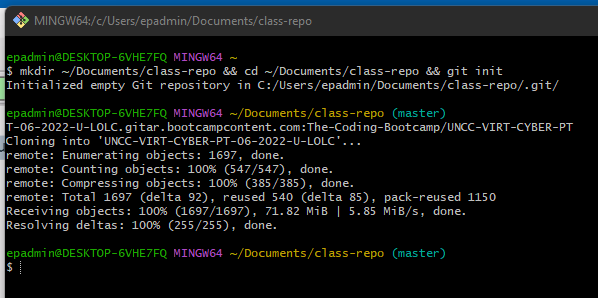 MINGW64:/c/Users/epadmin/Documents/class-repo
epadmin@DESKTOP-6VHE7FQ MINGW64 ~
$ mkdir ~/Documents/class-repo && cd ~/Documents/class-repo && git init
Initialized empty Git repository in C:/Users/epadmin/Documents/class-repo/.git/
epadmin@DESKTOP-6VHE7FQ MINGW64 ~/Documents/class-repo (master)
T-06-2022-U-LOLC.gitar.bootcampcontent.com:The-Coding-Bootcamp/UNCC-VIRT-CYBER-PT
Cloning into 'UNCC-VIRT-CYBER-PT-06-2022-U-LOLC'...
remote: Enumerating objects: 1697, done.
remote: Counting objects: 100% (547/547), done.
remote: Compressing objects: 100% (385/385), done.
remote: Total 1697 (delta 92), reused 540 (delta 85), pack-reused 1150
Receiving objects: 100% (1697/1697), 71.82 MiB | 5.85 MiB/s, done.
Resolving deltas: 100% (255/255), done.
epadmin@DESKTOP-6VHE7FQ MINGW64 ~/Documents/class-repo (master)
$